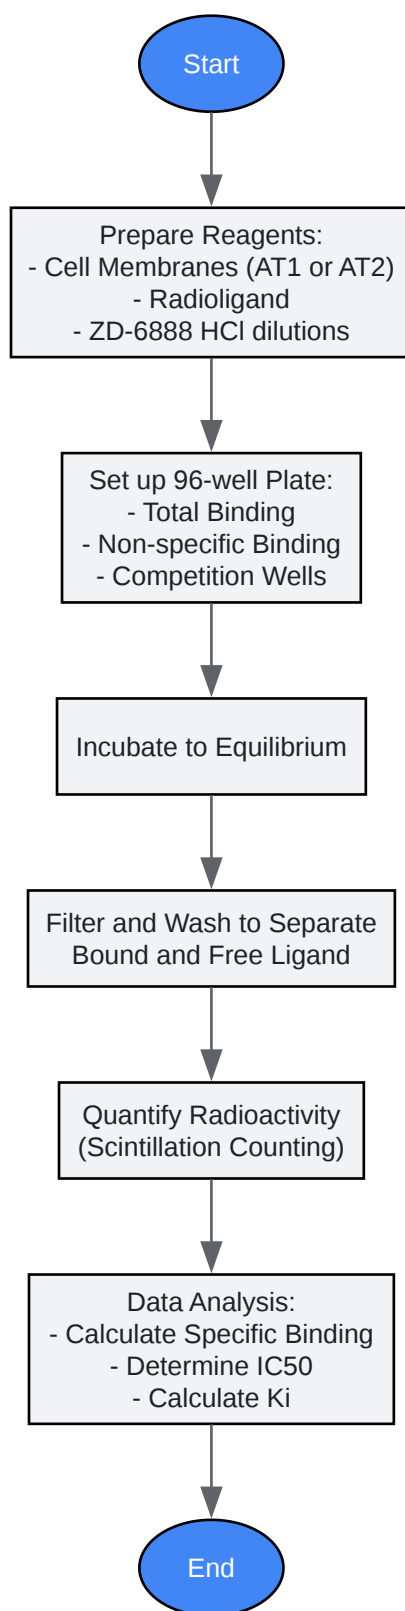 Start
Prepare Reagents:
- Cell Membranes (AT1 or AT2)
- Radioligand
- ZD-6888 HCl dilutions
Set up 96-well Plate:
- Total Binding
- Non-specific Binding
- Competition Wells
Incubate to Equilibrium
Filter and Wash to Separate
Bound and Free Ligand
Quantify Radioactivity
(Scintillation Counting)
Data Analysis:
- Calculate Specific Binding
- Determine IC50
- Calculate Ki
End